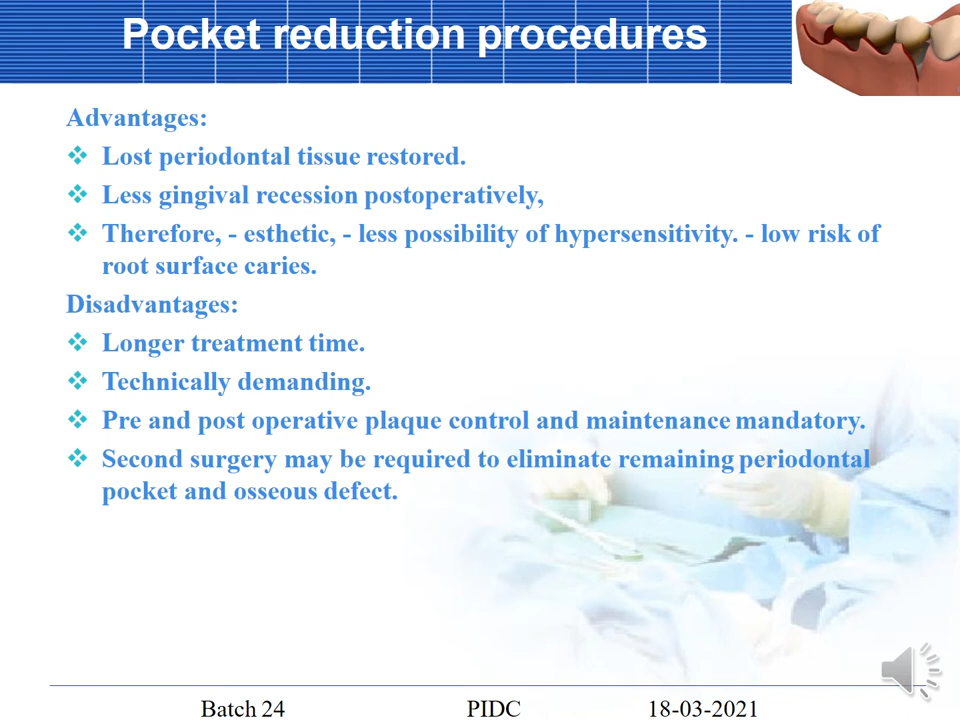 Pocket reduction procedures
Advantages:
❖ Lost periodontal tissue restored.
❖ Less gingival recession postoperatively,
❖ Therefore, - esthetic, - less possibility of hypersensitivity. - low risk of
root surface caries.
Disadvantages:
❖ Longer treatment time.
❖ Technically demanding.
❖ Pre and post operative plaque control and maintenance mandatory.
❖ Second surgery may be required to eliminate remaining periodontal
pocket and osseous defect.
Batch 24 PIDC 18-03-2021